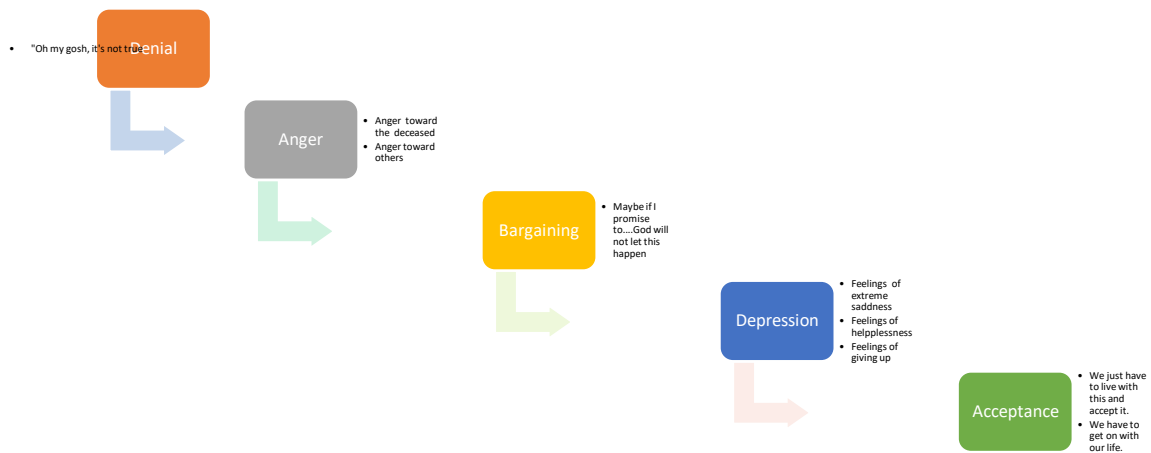 Denial
• "Oh my gosh, it's not true
Anger
• Anger toward
the deceased
• Anger toward
others
Bargaining
• Maybe if I
promise
to....God will
not let this
happen
Depression
• Feelings of
extreme
saddness
• Feelings of
helpplessness
• Feelings of
giving up
Acceptance
• We just have
to live with
this and
accept it.
• We have to
get on with
our life.